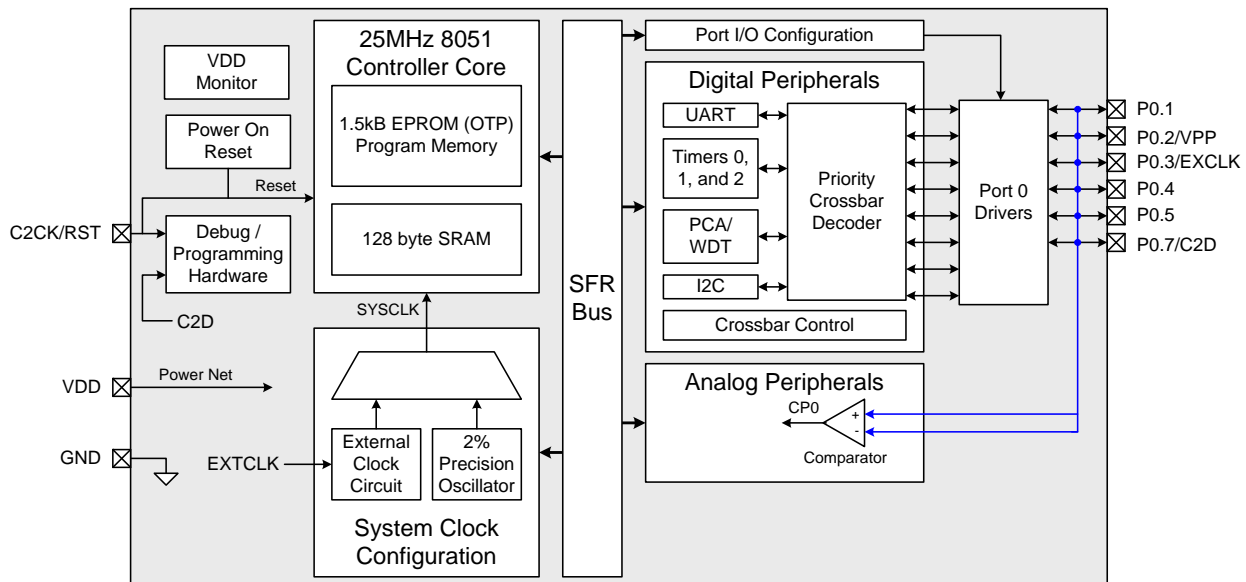 VDD
Monitor
Power On
Reset
Reset
C2CK/RST
Debug /
Programming
Hardware
C2D
VDD
Power Net
GND
25MHz 8051
Controller Core
1.5kB EPROM (OTP)
Program Memory
128 byte SRAM
SYSCLK
EXTCLK
External
Clock
Circuit
2%
Precision
Oscillator
System Clock
Configuration
SFR
Bus
Port I/O Configuration
Digital Peripherals
UART
Timers 0,
1, and 2
PCA/
WDT
I2C
Priority
Crossbar
Decoder
Crossbar Control
Port 0
Drivers
P0.1
P0.2/VPP
P0.3/EXCLK
P0.4
P0.5
P0.7/C2D
Analog Peripherals
CP0
+
-
Comparator